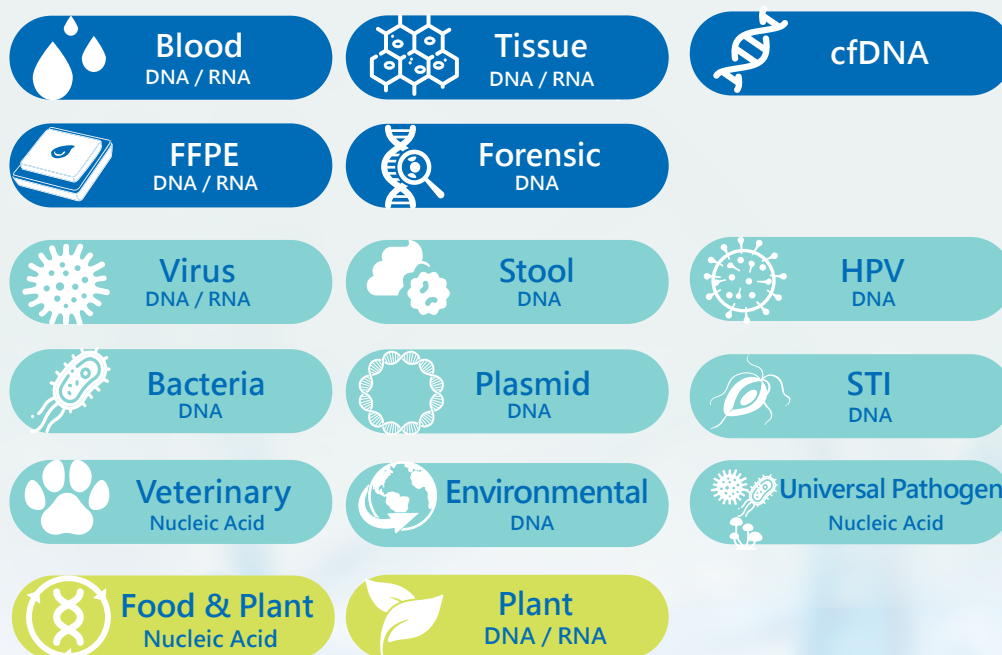 Blood
DNA / RNA
Tissue
DNA / RNA
cfDNA
FFPE
DNA / RNA
Forensic
DNA
Virus
DNA / RNA
Stool
DNA
HPV
DNA
Bacteria
DNA
Plasmid
DNA
STI
DNA
Veterinary
Nucleic Acid
Environmental
DNA
Universal Pathogen
Nucleic Acid
Food & Plant
Nucleic Acid
Plant
DNA / RNA